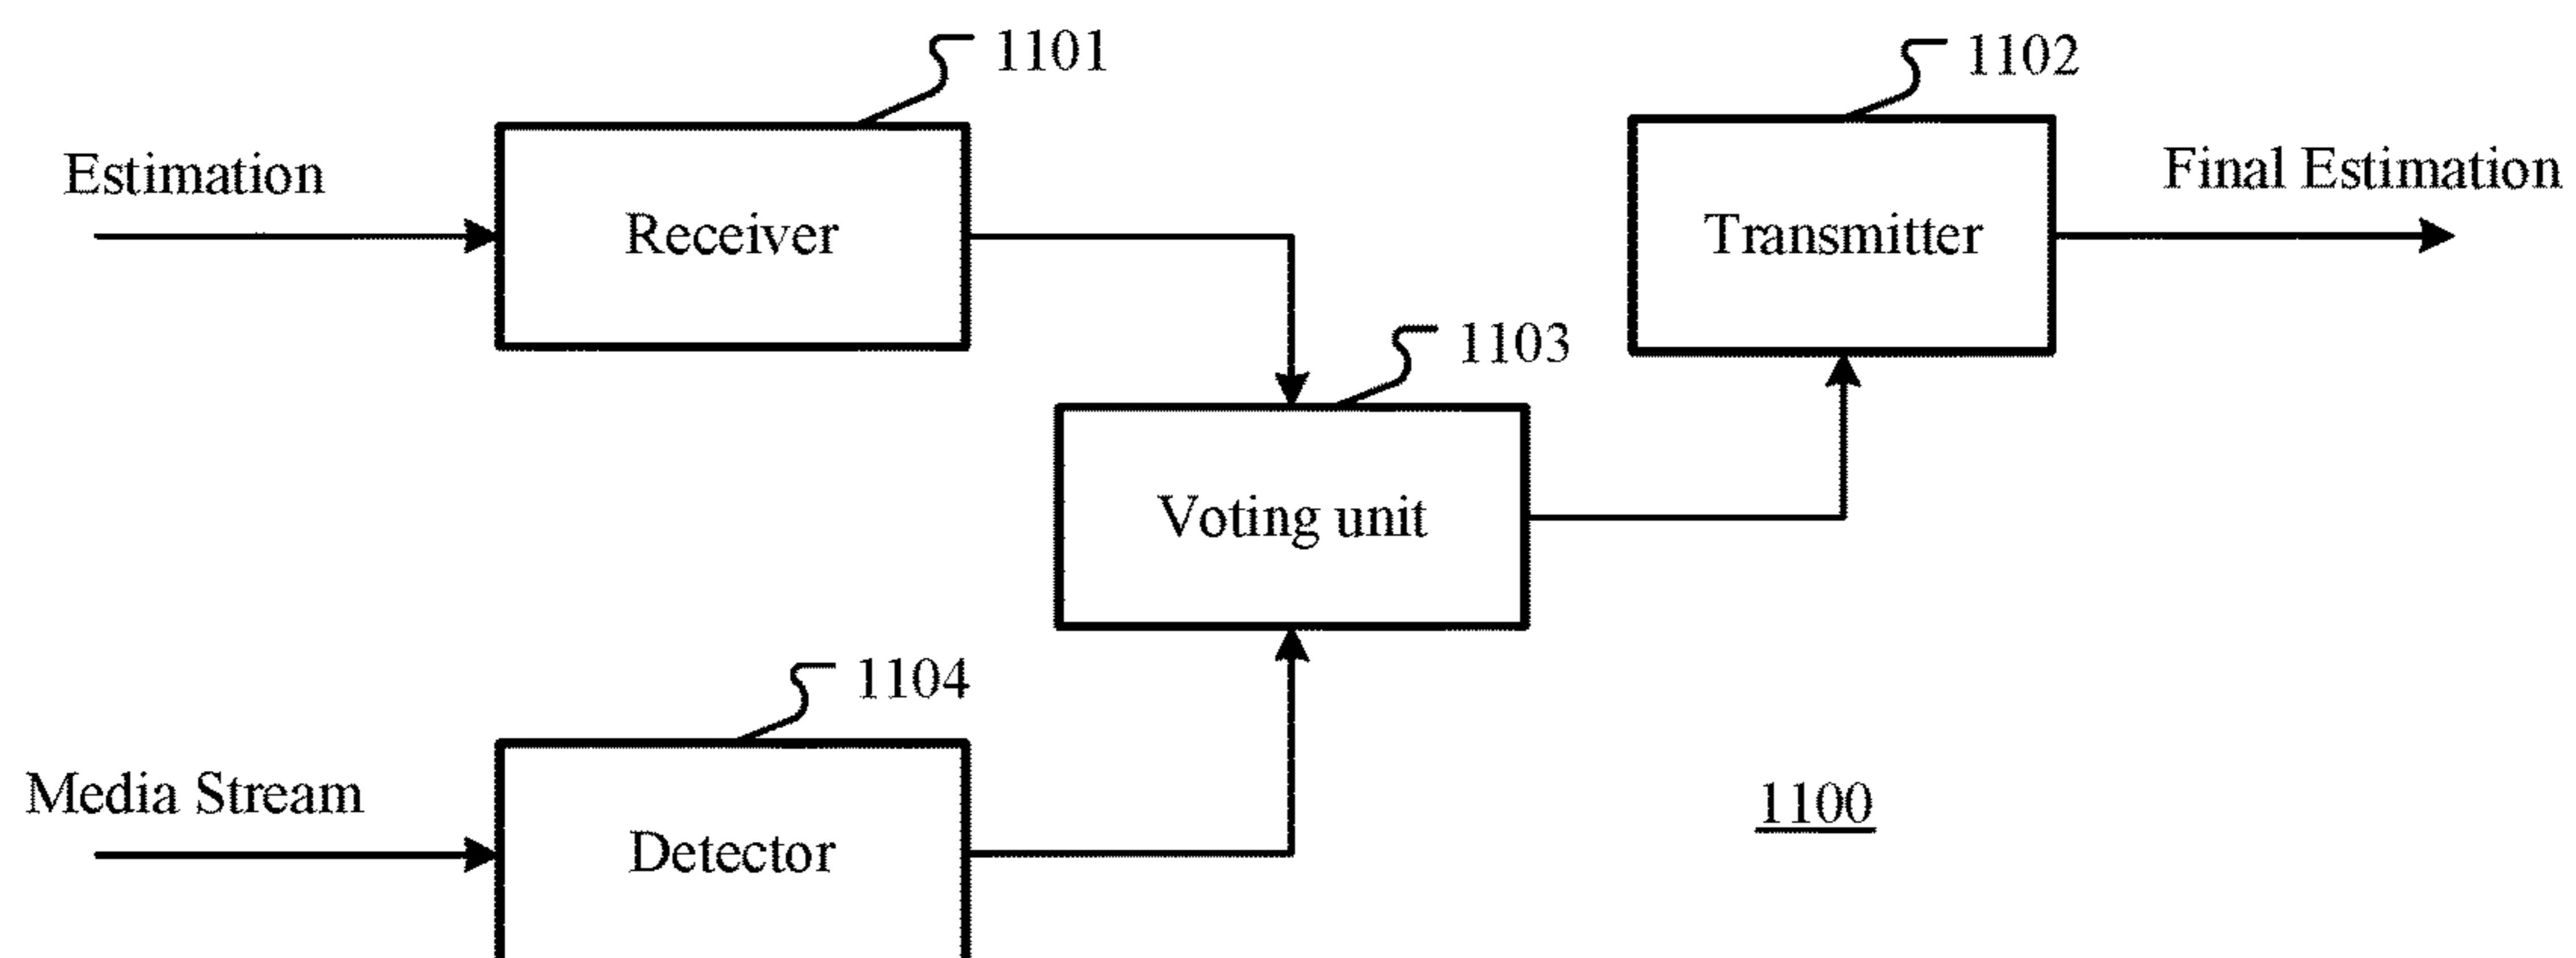 1101
1102
Estimation
Receiver
Transmitter
Final Estimation
1103
Voting unit
1104
Media Stream
Detector
1100